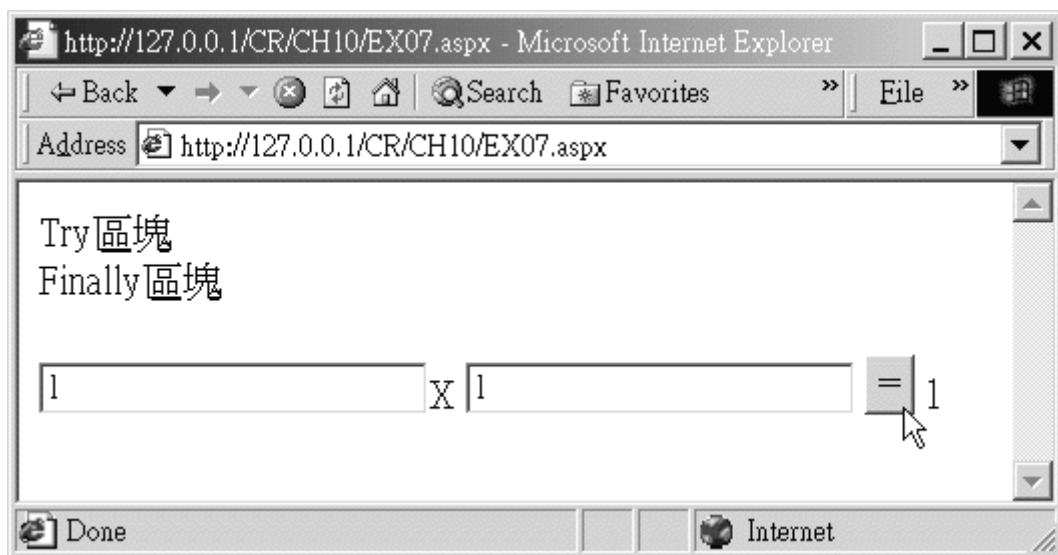 http://127.0.0.1/CR/CH10/EX07.aspx - Microsoft Internet Explorer
Back Search Favorites » File »
Address http://127.0.0.1/CR/CH10/EX07.aspx
Try區塊
Finally區塊
1 X 1 = 1
Done Internet